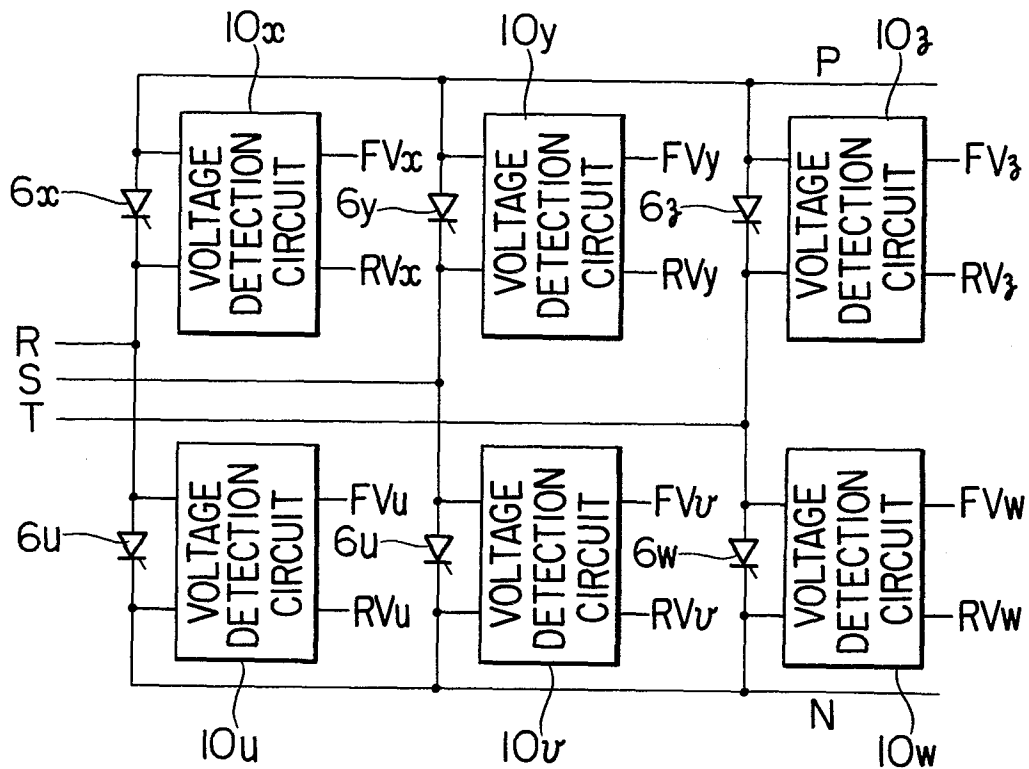 10x
10y
10z
P
VOLTAGE DETECTION CIRCUIT
FVx
RVx
6x
VOLTAGE DETECTION CIRCUIT
FVy
RVy
6y
VOLTAGE DETECTION CIRCUIT
FVz
RVz
6z
R
S
T
VOLTAGE DETECTION CIRCUIT
FVu
RVu
6u
VOLTAGE DETECTION CIRCUIT
FVv
RVv
6u
VOLTAGE DETECTION CIRCUIT
FVw
RVw
6w
N
10u
10v
10w